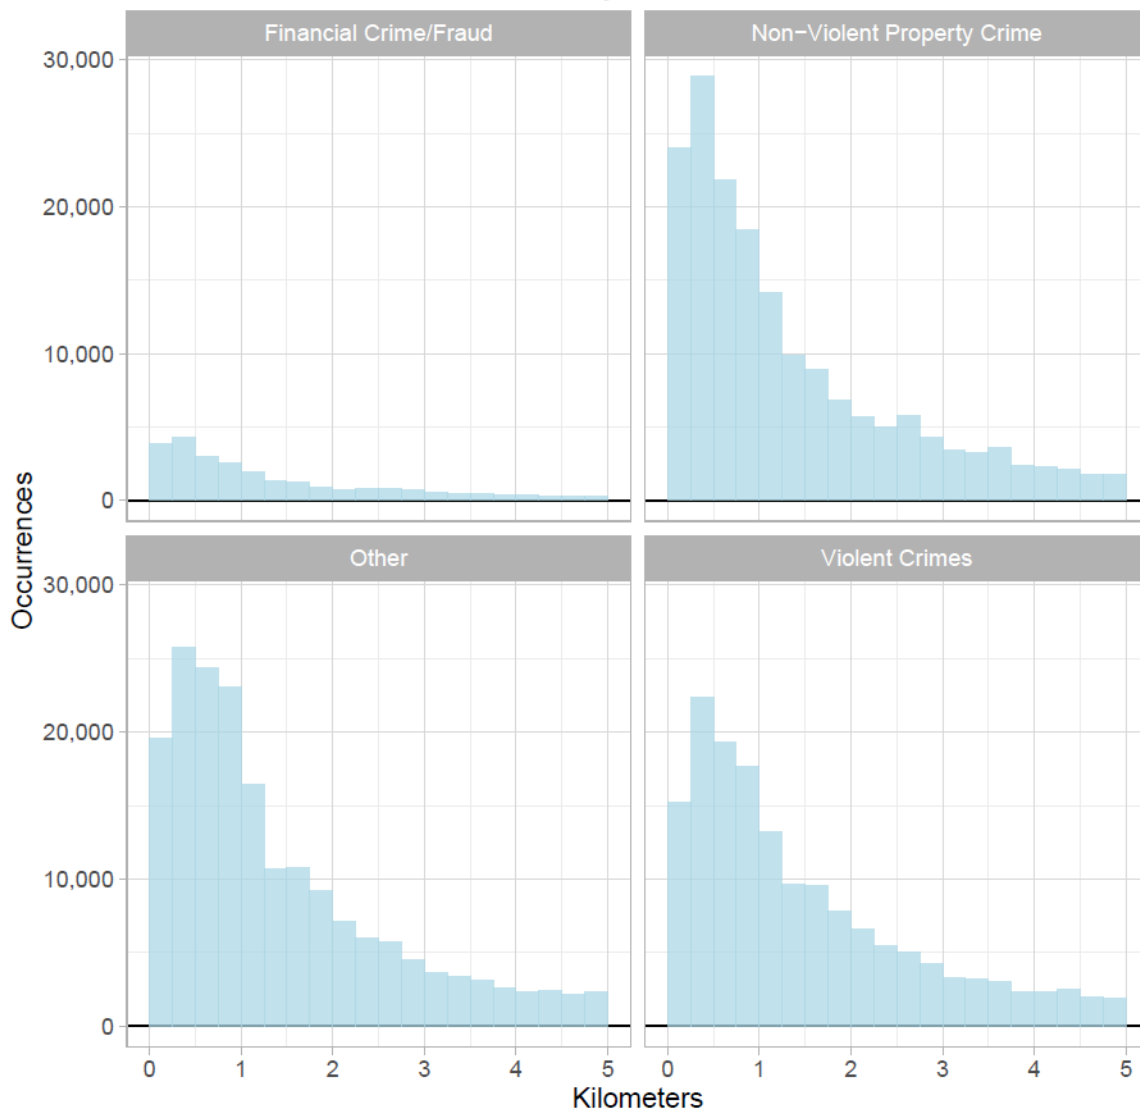 Financial Crime/Fraud
Non−Violent Property Crime
30,000
20,000
10,000
0
Other
Violent Crimes
30,000
20,000
10,000
0
Occurrences
0 1 2 3 4 5
0 1 2 3 4 5
Kilometers